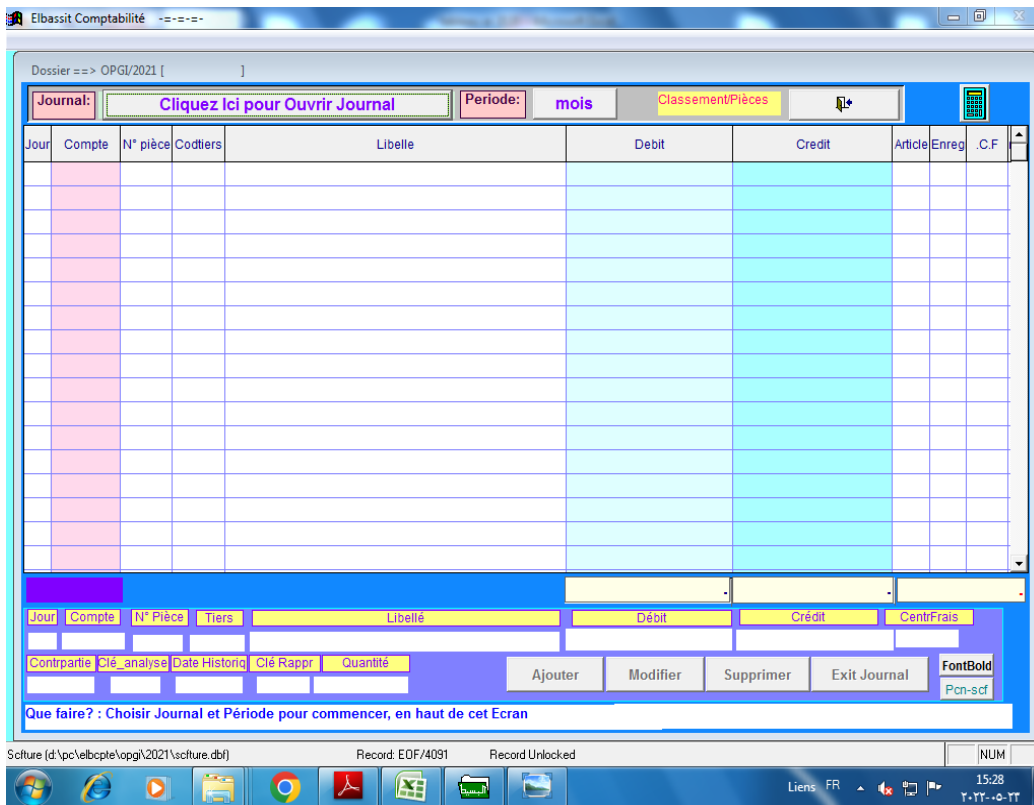 Elbassit Comptabilité -=-=-=-
Dossier ==> OPGI/2021 [ ]
Journal: Cliquez Ici pour Ouvrir Journal Periode: mois Classement/Pièces
Jour Compte N° pièce Codtiers Libelle Debit Credit Article Enreg .C.F
Jour Compte N° Pièce Tiers Libellé Débit Crédit CentrFrais
Contrpartie Clé_analyse Date Historiq Clé Rappr Quantité
Ajouter Modifier Supprimer Exit Journal FontBold
Pcn-scf
Que faire? : Choisir Journal et Période pour commencer, en haut de cet Ecran
Scfture (d:\pc\elbcpte\opgi\2021\scfture.dbf) Record: EOF/4091 Record Unlocked NUM
Liens FR 15:28
٢٠٢٢-٠٥-٢٣